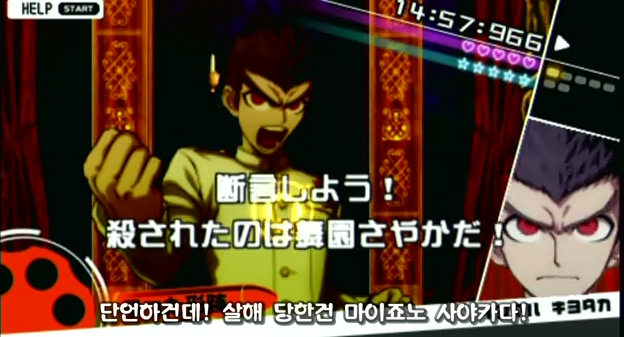 HELP START
14:57:966
断言しよう！
殺されたのは舞園さやかだ！
キヨタカ
단언하건데! 살해 당한건 마이죠노 사야카다!